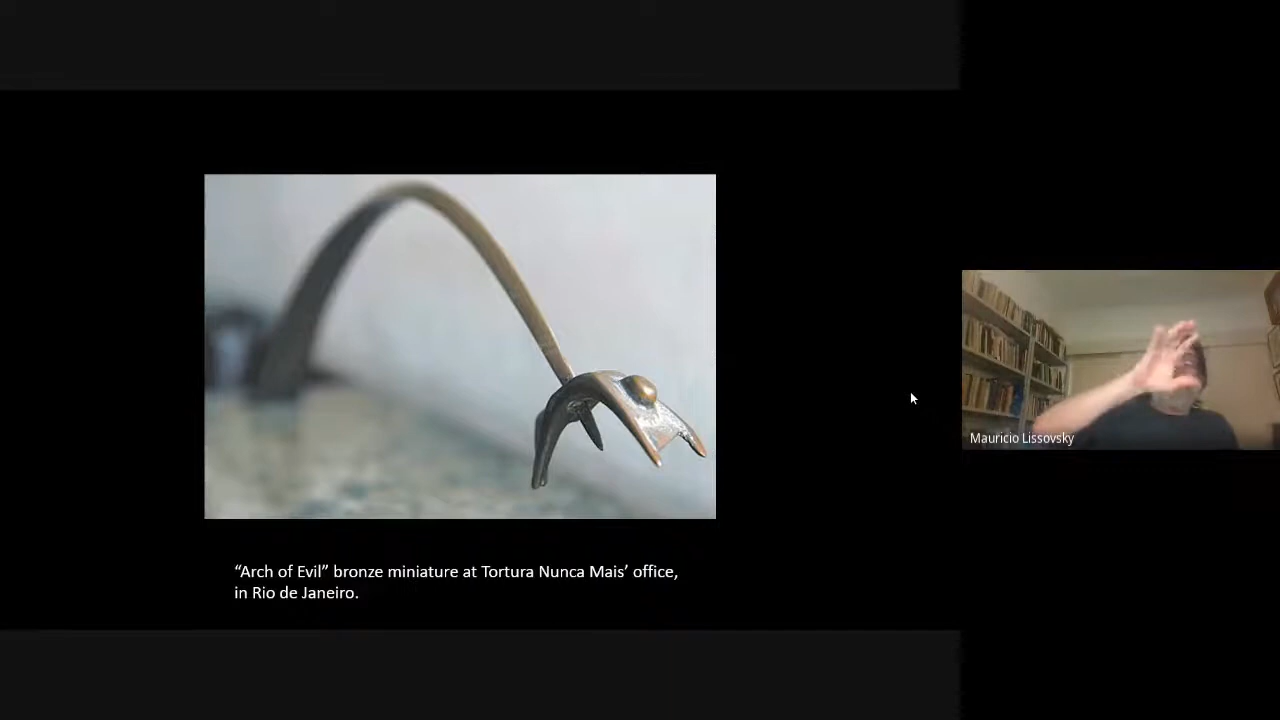 “Arch of Evil” bronze miniature at Tortura Nunca Mais’ office,
in Rio de Janeiro.
Mauricio Lissovsky